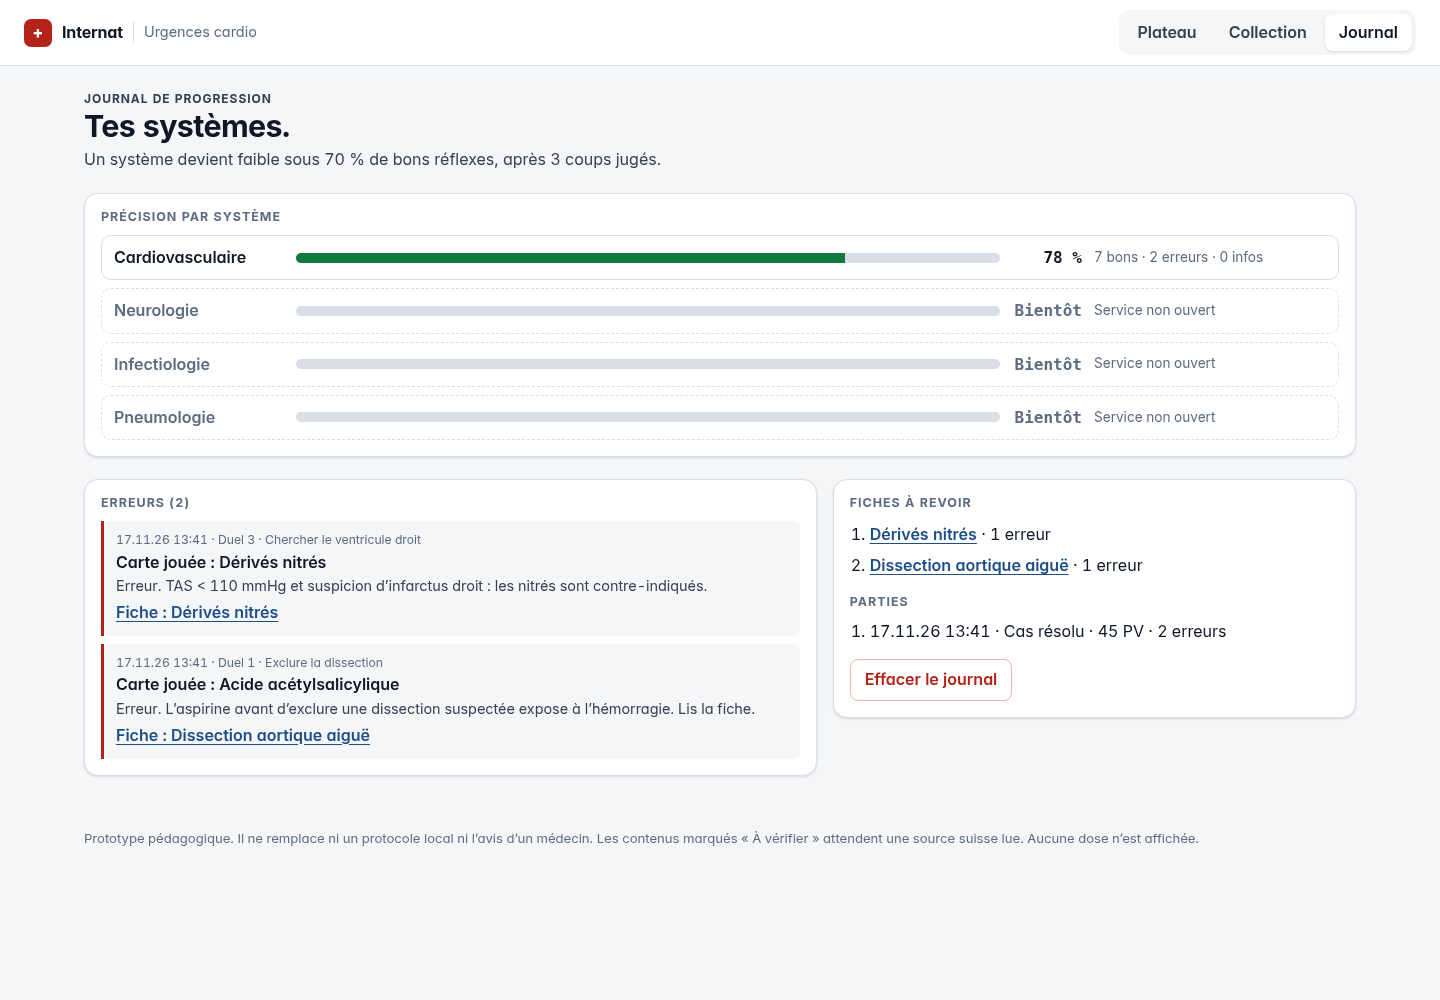 Internat
Urgences cardio
Plateau
Collection
Journal
JOURNAL DE PROGRESSION
Tes systèmes.
Un système devient faible sous 70 % de bons réflexes, après 3 coups jugés.
PRÉCISION PAR SYSTÈME
Cardiovasculaire
78 %
7 bons · 2 erreurs · 0 infos
Neurologie
Bientôt
Service non ouvert
Infectiologie
Bientôt
Service non ouvert
Pneumologie
Bientôt
Service non ouvert
ERREURS (2)
17.11.26 13:41 · Duel 3 · Chercher le ventricule droit
Carte jouée : Dérivés nitrés
Erreur. TAS < 110 mmHg et suspicion d’infarctus droit : les nitrés sont contre-indiqués.
Fiche : Dérivés nitrés
17.11.26 13:41 · Duel 1 · Exclure la dissection
Carte jouée : Acide acétylsalicylique
Erreur. L’aspirine avant d’exclure une dissection suspectée expose à l’hémorragie. Lis la fiche.
Fiche : Dissection aortique aiguë
FICHES À REVOIR
1. Dérivés nitrés · 1 erreur
2. Dissection aortique aiguë · 1 erreur
PARTIES
1. 17.11.26 13:41 · Cas résolu · 45 PV · 2 erreurs
Effacer le journal
Prototype pédagogique. Il ne remplace ni un protocole local ni l’avis d’un médecin. Les contenus marqués « À vérifier » attendent une source suisse lue. Aucune dose n’est affichée.